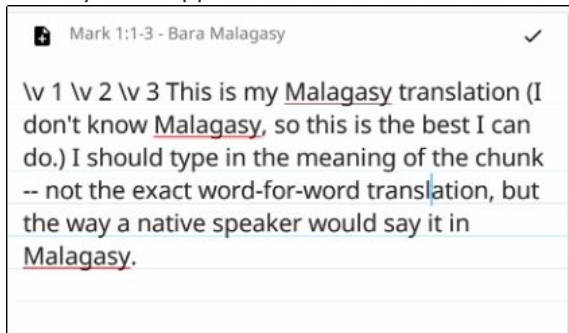 Mark 1:1-3 - Bara Malagasy
\v 1 \v 2 \v 3 This is my Malagasy translation (I
don't know Malagasy, so this is the best I can
do.) I should type in the meaning of the chunk
-- not the exact word-for-word translation, but
the way a native speaker would say it in
Malagasy.